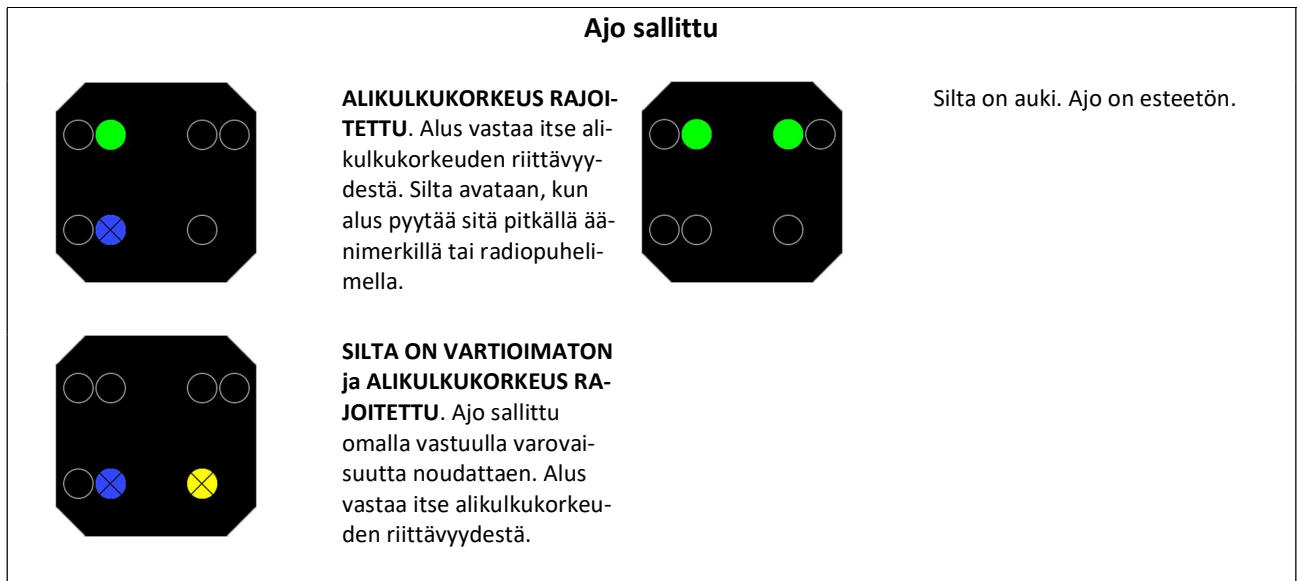 Ajo sallittu
ALIKULKUKORKEUS RAJOI-
TETTU. Alus vastaa itse ali-
kulkukorkeuden riittävyy-
destä. Silta avataan, kun
alus pyytää sitä pitkällä ää-
nimerkillä tai radiopuheli-
mella.
Silta on auki. Ajo on esteetön.
SILTA ON VARTIOIMATON
ja ALIKULKUKORKEUS RA-
JOITETTU. Ajo sallittu
omalla vastuulla varovai-
suutta noudattaen. Alus
vastaa itse alikulkukorkeu-
den riittävyydestä.